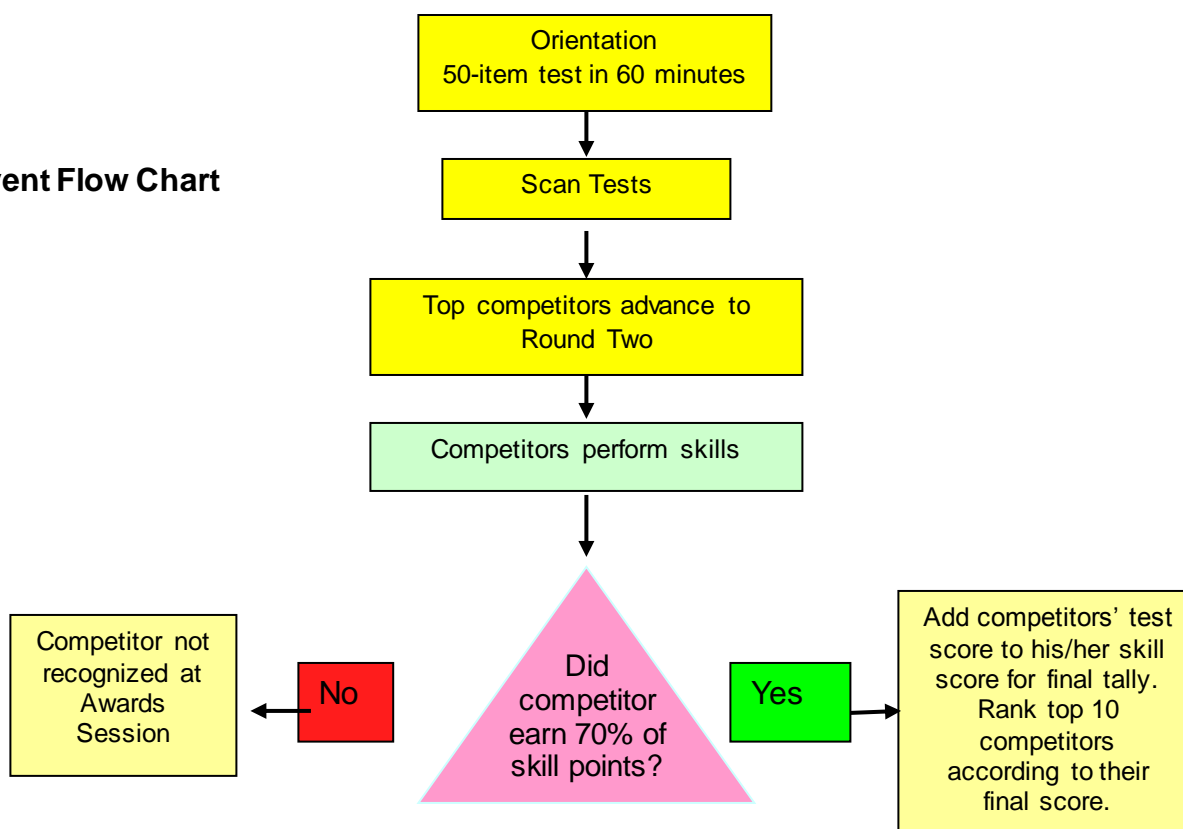 Orientation
50-item test in 60 minutes
vent Flow Chart
Scan Tests
Top competitors advance to
Round Two
Competitors perform skills
Competitor not
recognized at
Awards
Session
No
Did
competitor
earn 70% of
skill points?
Yes
Add competitors’ test
score to his/her skill
score for final tally.
Rank top 10
competitors
according to their
final score.